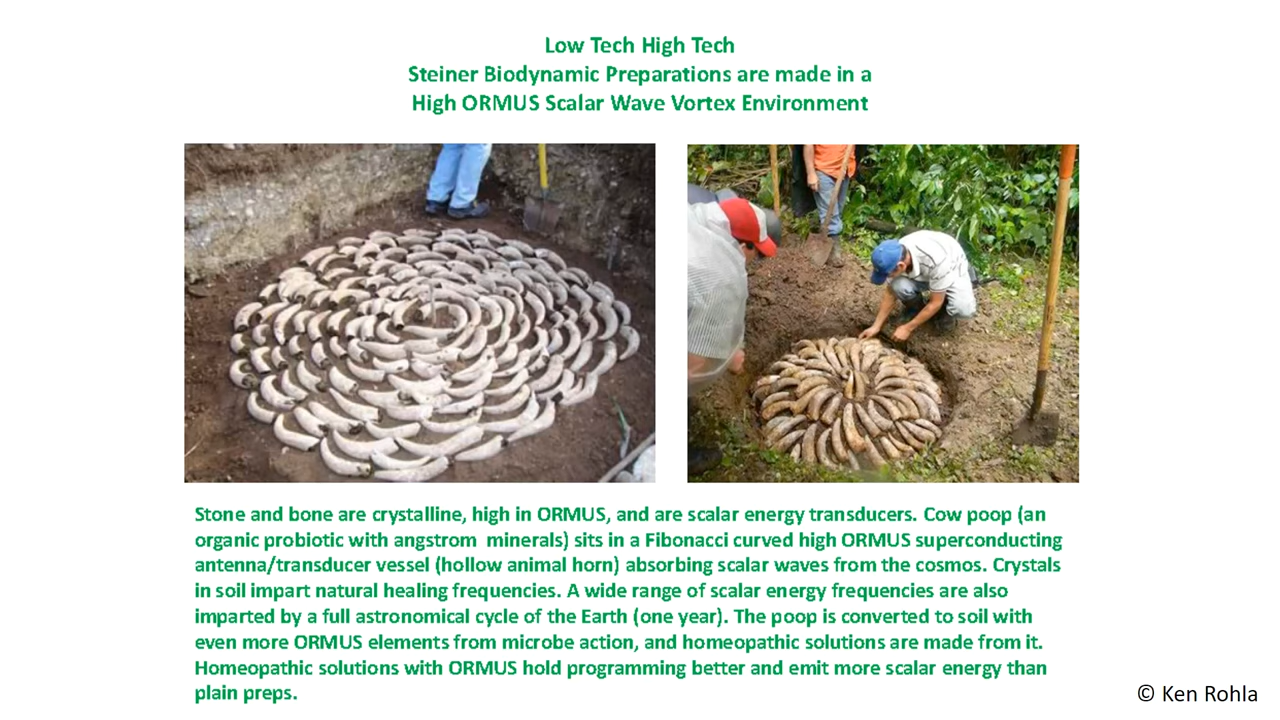 Low Tech High Tech
Steiner Biodynamic Preparations are made in a
High ORMUS Scalar Wave Vortex Environment
Stone and bone are crystalline, high in ORMUS, and are scalar energy transducers. Cow poop (an
organic probiotic with angstrom  minerals) sits in a Fibonacci curved high ORMUS superconducting
antenna/transducer vessel (hollow animal horn) absorbing scalar waves from the cosmos. Crystals
in soil impart natural healing frequencies. A wide range of scalar energy frequencies are also
imparted by a full astronomical cycle of the Earth (one year). The poop is converted to soil with
even more ORMUS elements from microbe action, and homeopathic solutions are made from it.
Homeopathic solutions with ORMUS hold programming better and emit more scalar energy than
plain preps.
© Ken Rohla